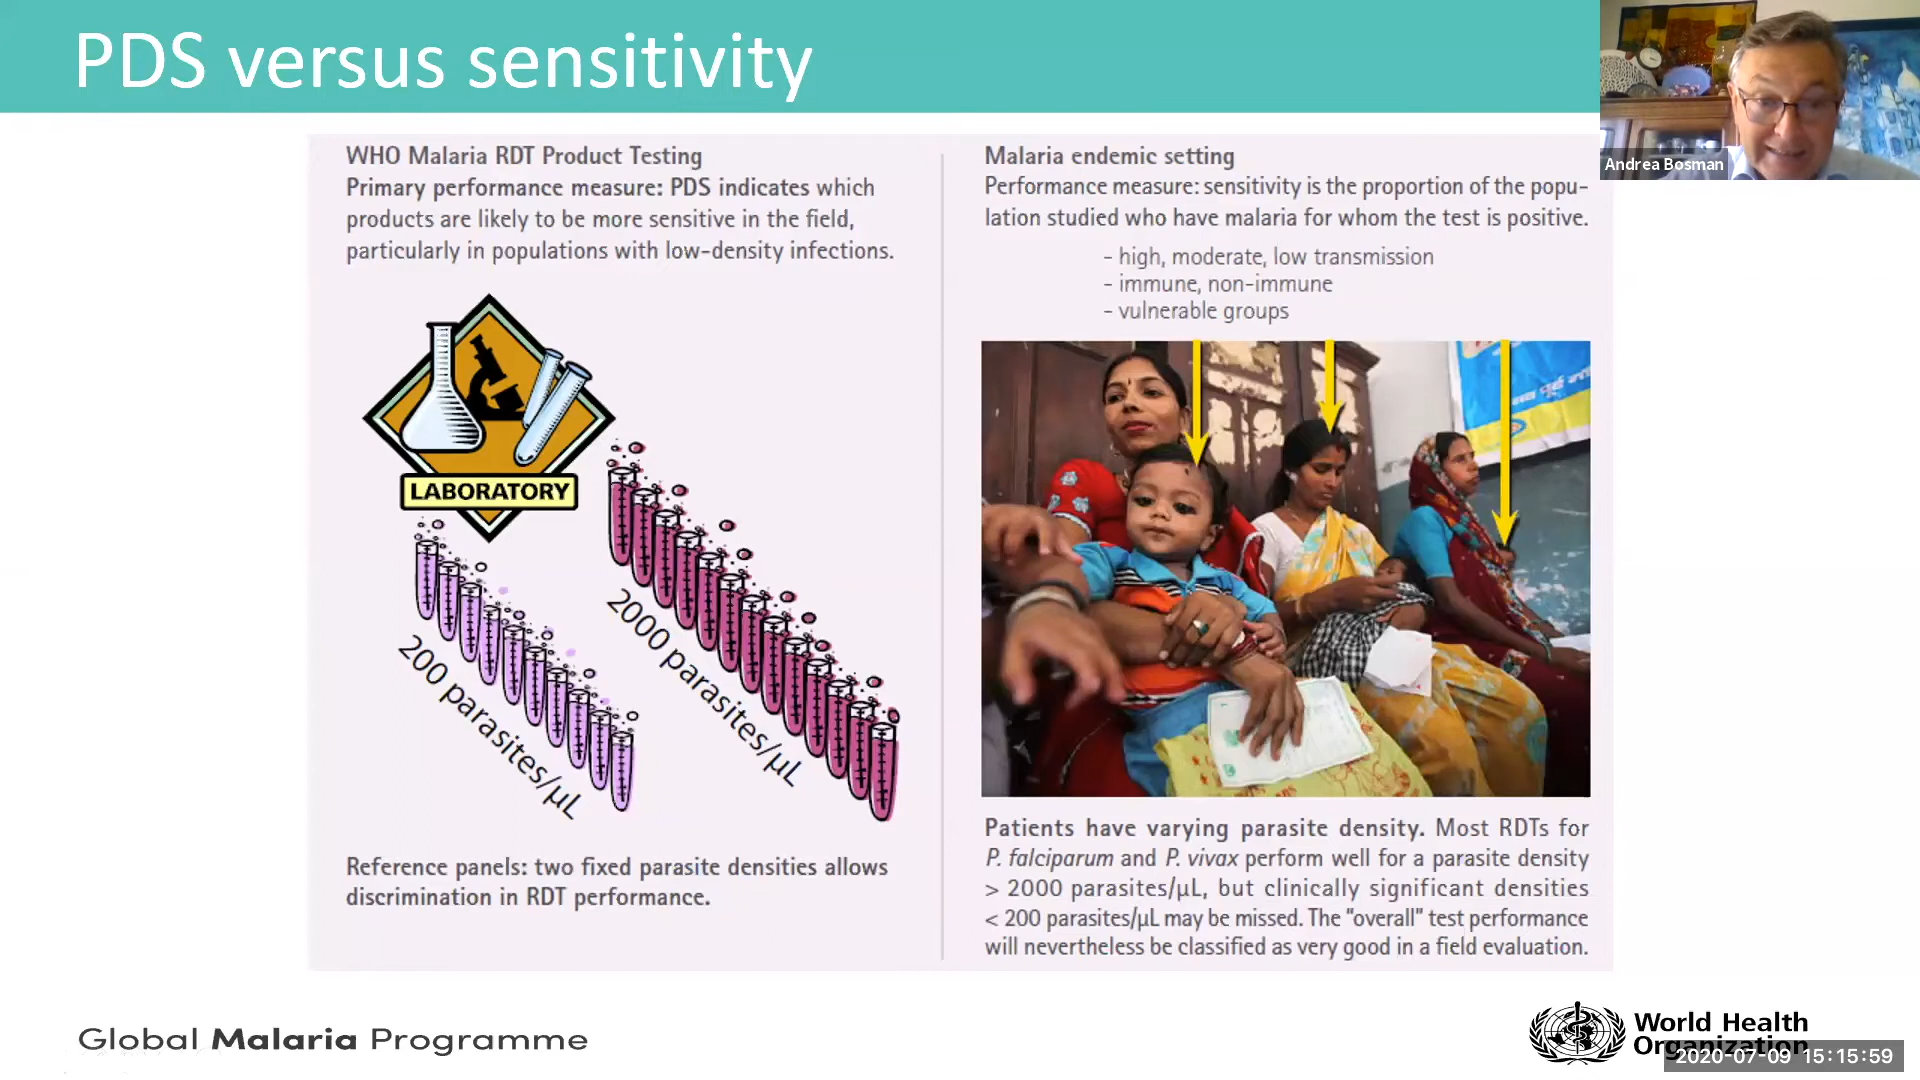 PDS versus sensitivity
Andrea Bosman
WHO Malaria RDT Product Testing
Primary performance measure: PDS indicates which
products are likely to be more sensitive in the field,
particularly in populations with low-density infections.
LABORATORY
200 parasites/µL
2000 parasites/µL
Reference panels: two fixed parasite densities allows
discrimination in RDT performance.
Malaria endemic setting
Performance measure: sensitivity is the proportion of the popu-
lation studied who have malaria for whom the test is positive.
- high, moderate, low transmission
- immune, non-immune
- vulnerable groups
Patients have varying parasite density. Most RDTs for
P. falciparum and P. vivax perform well for a parasite density
> 2000 parasites/µL, but clinically significant densities
< 200 parasites/µL may be missed. The "overall" test performance
will nevertheless be classified as very good in a field evaluation.
Global Malaria Programme
World Health
Organization
2020-07-09 15:15:59